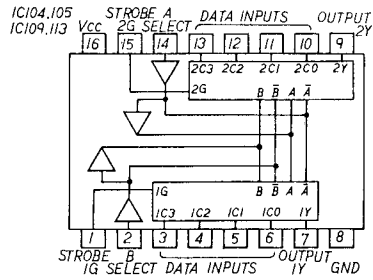 IC104.105
IC109.113
STROBE A
Vcc 2G SELECT DATA INPUTS OUTPUT 2Y
16 15 14 13 12 11 10 9
2C3 2C2 2C1 2C0 2Y
2G
B B̅ A A̅
1G B B̅ A A̅
1C3 1C2 1C1 1C0 1Y
1 2 3 4 5 6 7 8
STROBE B OUTPUT
1G SELECT DATA INPUTS 1Y GND